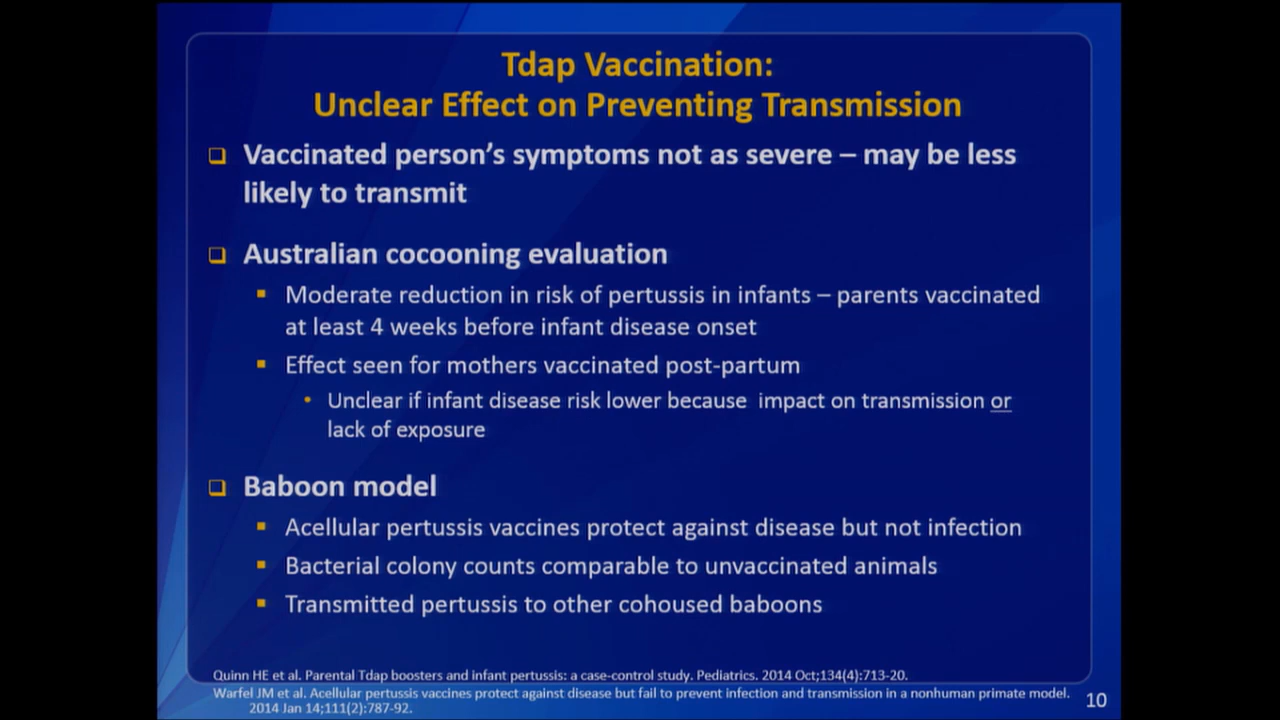 Tdap Vaccination:
Unclear Effect on Preventing Transmission
Vaccinated person's symptoms not as severe – may be less
likely to transmit
Australian cocooning evaluation
Moderate reduction in risk of pertussis in infants – parents vaccinated
at least 4 weeks before infant disease onset
Effect seen for mothers vaccinated post-partum
Unclear if infant disease risk lower because impact on transmission or
lack of exposure
Baboon model
Acellular pertussis vaccines protect against disease but not infection
Bacterial colony counts comparable to unvaccinated animals
Transmitted pertussis to other cohoused baboons
Quinn HE et al. Parental Tdap boosters and infant pertussis: a case-control study. Pediatrics. 2014 Oct;134(4):713-20.
Warfel JM et al. Acellular pertussis vaccines protect against disease but fail to prevent infection and transmission in a nonhuman primate model.
2014 Jan 14;111(2):787-92.
10